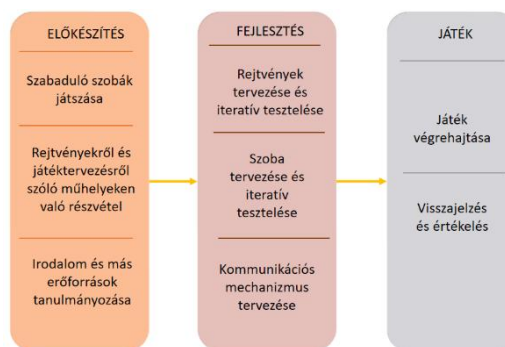 ELŐKÉSZÍTÉS
Szabaduló szobák
játszása
Rejtvényekről és
játéktervezésről
szóló műhelyeken
való részvétel
Irodalom és más
erőforrások
tanulmányozása
FEJLESZTÉS
Rejtvények
tervezése és
iteratív tesztelése
Szoba
tervezése és
iteratív
tesztelése
Kommunikációs
mechanizmus
tervezése
JÁTÉK
Játék
végrehajtása
Visszajelzés
és értékelés